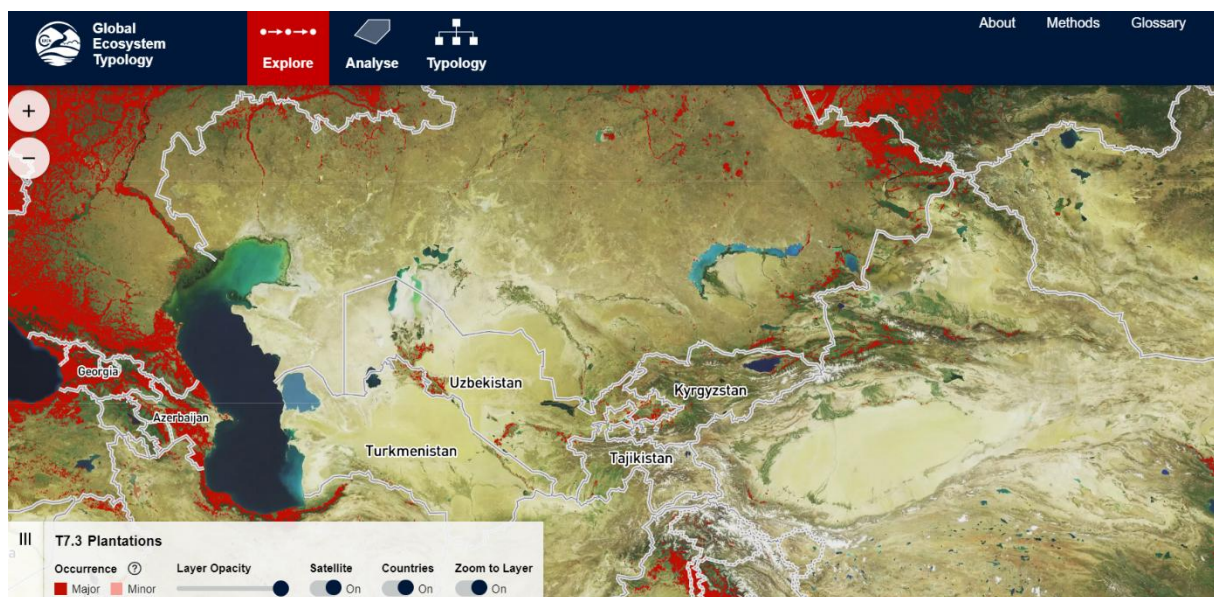 Global
Ecosystem
Typology
Explore
Analyse
Typology
About
Methods
Glossary
+
−
Georgia
Azerbaijan
Uzbekistan
Turkmenistan
Kyrgyzstan
Tajikistan
T7.3 Plantations
Occurrence ?
Layer Opacity
Satellite
Countries
Zoom to Layer
Major
Minor
On
On
On